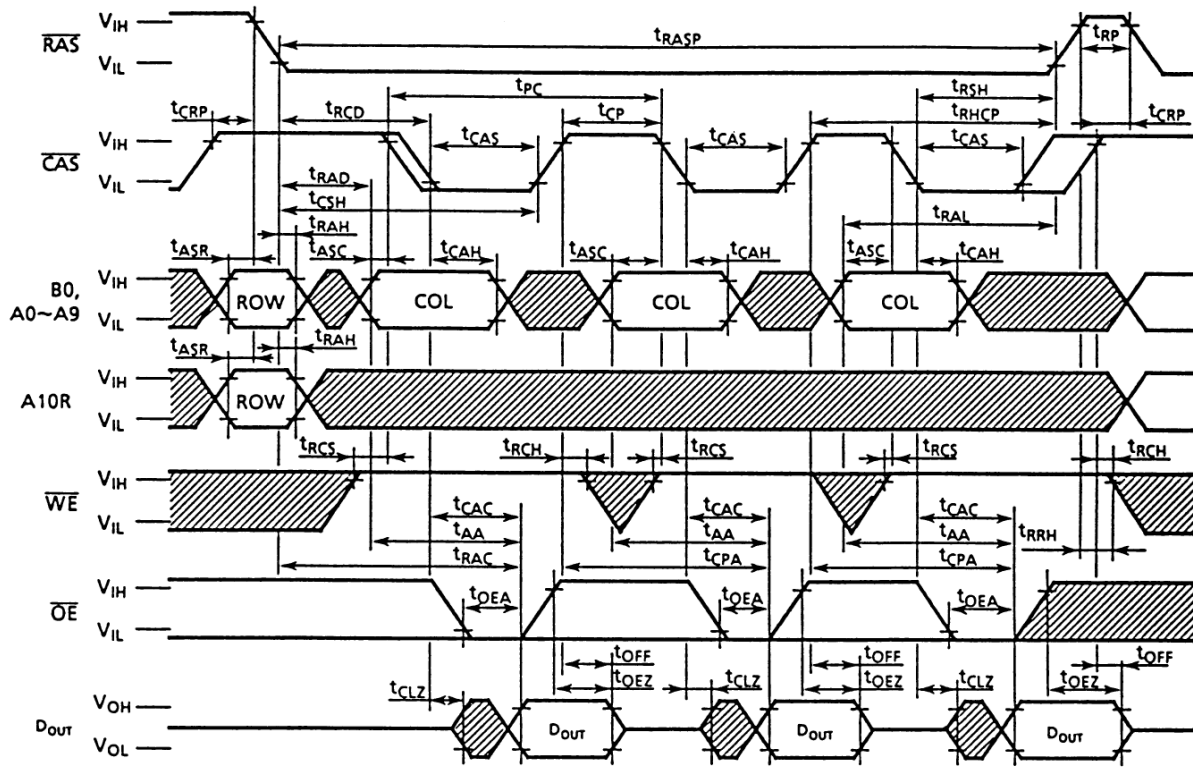 V_IH t_RASP t_RP
R̅A̅S̅
V_IL
t_PC t_RSH
t_CRP t_RCD t_CP t_RHCP t_CRP
V_IH t_CAS t_CAS t_CAS
C̅A̅S̅
V_IL
t_RAD
t_CSH
t_RAH t_RAL
t_ASR t_ASC t_CAH t_ASC t_CAH t_ASC t_CAH
V_IH
B0, ROW COL COL COL
A0~A9
V_IL
t_ASR t_RAH
V_IH
A10R ROW
V_IL
t_RCS t_RCH t_RCS t_RCS t_RCH
V_IH
W̅E̅
V_IL t_CAC t_CAC t_CAC
t_AA t_AA t_AA t_RRH
t_RAC t_CPA t_CPA
V_IH
O̅E̅ t_OEA t_OEA t_OEA
V_IL
t_OFF t_OFF t_OFF
t_CLZ t_OEZ t_CLZ t_OEZ t_CLZ t_OEZ
V_OH
D_OUT D_OUT D_OUT D_OUT
V_OL